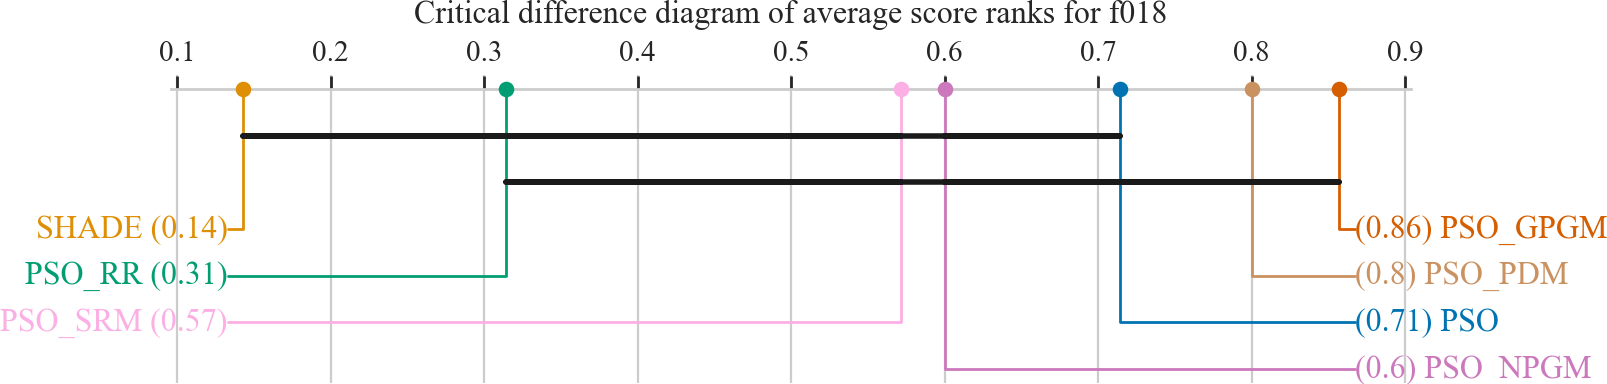 Critical difference diagram of average score ranks for f018
0.1 0.2 0.3 0.4 0.5 0.6 0.7 0.8 0.9
SHADE (0.14) (0.86) PSO_GPGM
PSO_RR (0.31) (0.8) PSO_PDM
PSO_SRM (0.57) (0.71) PSO
(0.6) PSO_NPGM